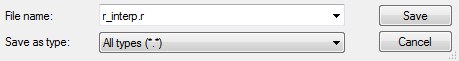 File name: r_interp.r Save
Save as type: All types (*.*) Cancel